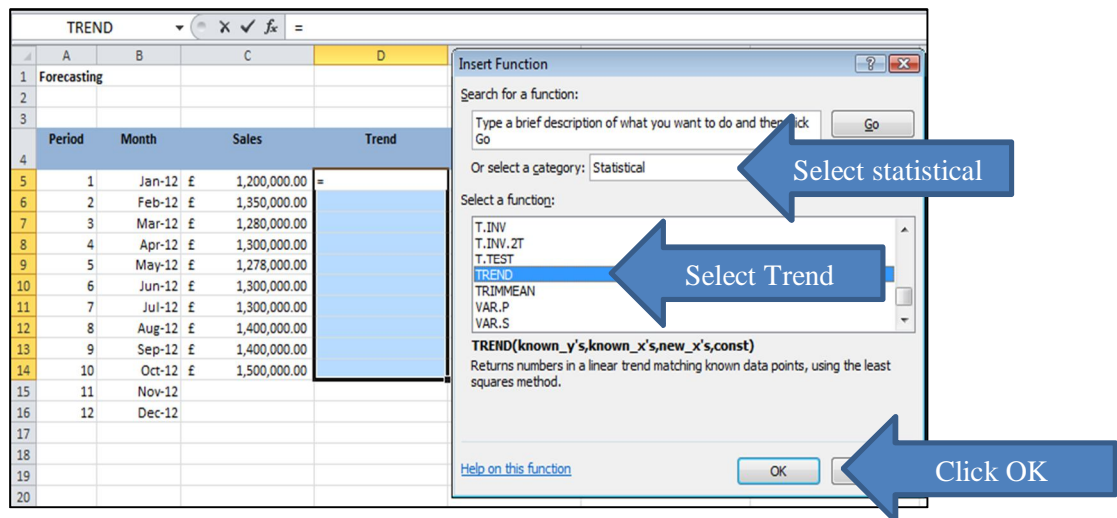 TREND
fx =
A B C D
1 Forecasting
2
3
4 Period Month Sales Trend
5 1 Jan-12 £ 1,200,000.00 =
6 2 Feb-12 £ 1,350,000.00
7 3 Mar-12 £ 1,280,000.00
8 4 Apr-12 £ 1,300,000.00
9 5 May-12 £ 1,278,000.00
10 6 Jun-12 £ 1,300,000.00
11 7 Jul-12 £ 1,300,000.00
12 8 Aug-12 £ 1,400,000.00
13 9 Sep-12 £ 1,400,000.00
14 10 Oct-12 £ 1,500,000.00
15 11 Nov-12
16 12 Dec-12
17
18
19
20
Insert Function
?
Search for a function:
Type a brief description of what you want to do and then
Go
Go
Or select a category: Statistical
Select statistical
Select a function:
T.INV
T.INV.2T
T.TEST
TREND
TRIMMEAN
VAR.P
VAR.S
Select Trend
TREND(known_y's,known_x's,new_x's,const)
Returns numbers in a linear trend matching known data points, using the least
squares method.
Help on this function
OK
Click OK